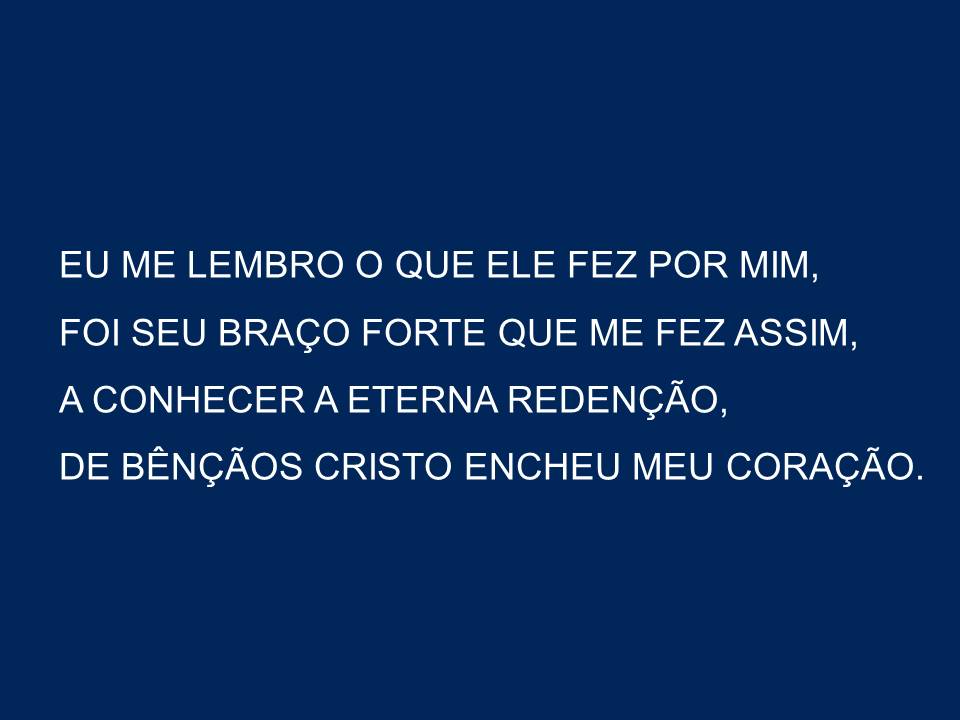 EU ME LEMBRO O QUE ELE FEZ POR MIM,
FOI SEU BRAÇO FORTE QUE ME FEZ ASSIM,
A CONHECER A ETERNA REDENÇÃO,
DE BÊNÇÃOS CRISTO ENCHEU MEU CORAÇÃO.